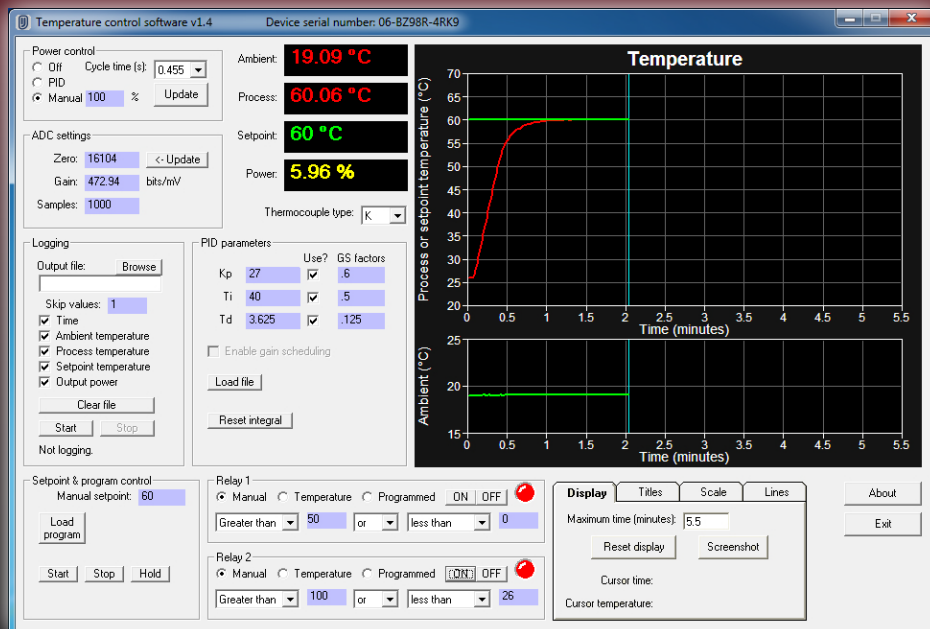 Temperature control software v1.4 Device serial number: 06-BZ98R-4RK9
Power control
Off Cycle time (s): 0.455
PID
Manual 100 % Update
ADC settings
Zero: 16104 <- Update
Gain: 472.94 bits/mV
Samples: 1000
Ambient: 19.09 °C
Process: 60.06 °C
Setpoint: 60 °C
Power: 5.96 %
Thermocouple type: K
Logging
Output file: Browse
Skip values: 1
Time
Ambient temperature
Process temperature
Setpoint temperature
Output power
Clear file
Start Stop
Not logging.
PID parameters
Use? GS factors
Kp 27 .6
Ti 40 .5
Td 3.625 .125
Enable gain scheduling
Load file
Reset integral
Temperature
Process or setpoint temperature (°C)
70
65
60
55
50
45
40
35
30
25
20
0 0.5 1 1.5 2 2.5 3 3.5 4 4.5 5 5.5
Time (minutes)
Ambient (°C)
25
20
15
0 0.5 1 1.5 2 2.5 3 3.5 4 4.5 5 5.5
Time (minutes)
Setpoint & program control
Manual setpoint: 60
Load
program
Start Stop Hold
Relay 1
Manual Temperature Programmed ON OFF
Greater than 50 or less than 0
Relay 2
Manual Temperature Programmed ON OFF
Greater than 100 or less than 26
Display Titles Scale Lines
Maximum time (minutes): 5.5
Reset display Screenshot
Cursor time:
Cursor temperature:
About
Exit